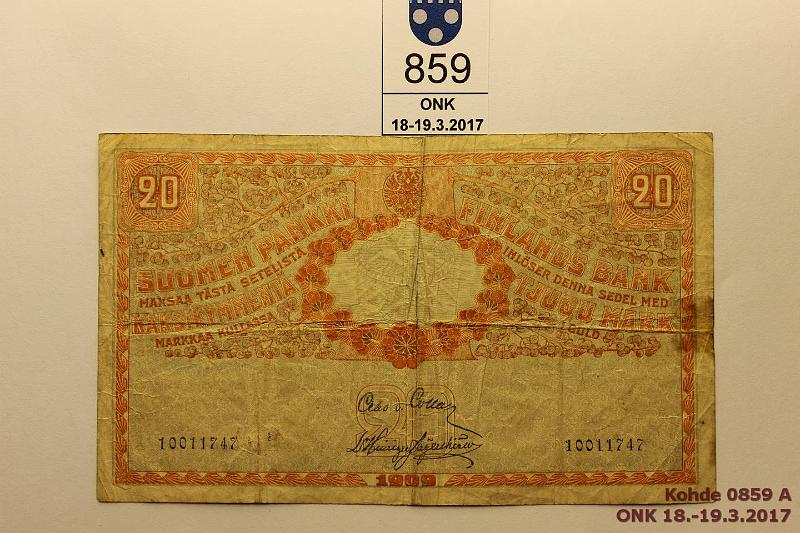 859
ONK
18-19.3.2017
20
20
SUOMEN PANKKI
MAKSAA TÄSTÄ SETELISTÄ
KAKSIKYMMENTÄ
MARKKAA KULLASSA
FINLANDS BANK
INLÖSER DENNA SEDEL MED
TJUGU MARK
I GULD
20
10011747
10011747
1909
Kohde 0859 A
ONK 18.-19.3.2017